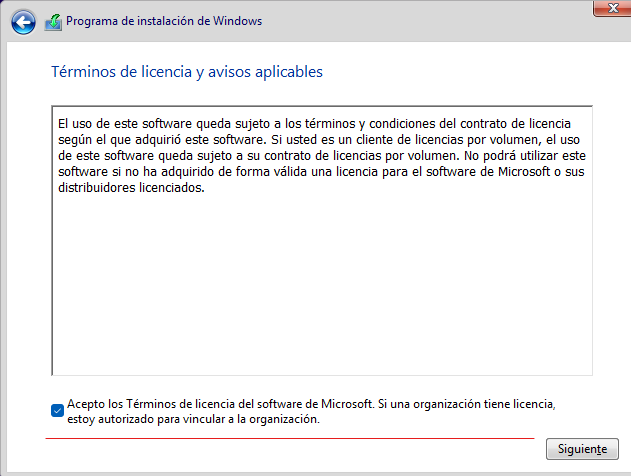 Programa de instalación de Windows
Términos de licencia y avisos aplicables
El uso de este software queda sujeto a los términos y condiciones del contrato de licencia
según el que adquirió este software. Si usted es un cliente de licencias por volumen, el uso
de este software queda sujeto a su contrato de licencias por volumen. No podrá utilizar este
software si no ha adquirido de forma válida una licencia para el software de Microsoft o sus
distribuidores licenciados.
Acepto los Términos de licencia del software de Microsoft. Si una organización tiene licencia,
estoy autorizado para vincular a la organización.
Siguiente